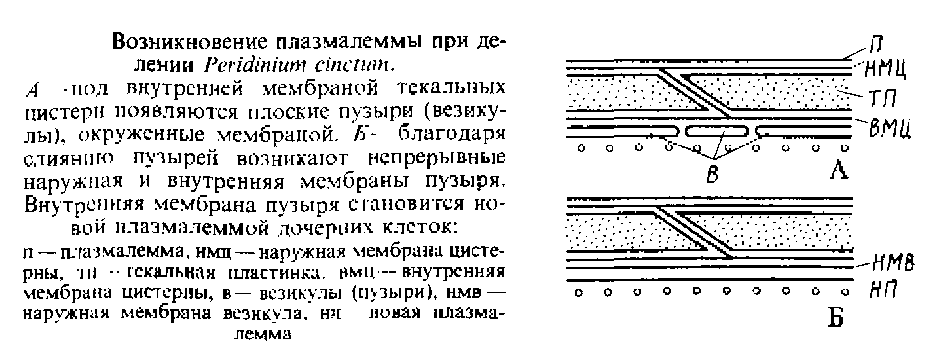 Возникновение плазмалеммы при де-
лении Peridinium cinctum.
А -под внутренней мембраной текальных
цистерн появляются плоские пузыри (везику-
лы), окруженные мембраной. Б- благодаря
слиянию пузырей возникают непрерывные
наружная и внутренняя мембраны пузыря.
Внутренняя мембрана пузыря становится но-
вой плазмалеммой дочерних клеток:
п — плазмалемма, нмц — наружная мембрана цисте-
рны, тп - текальная пластинка, вмц — внутренняя
мембрана цистерны, в — везикулы (пузыри), нмв —
наружная мембрана везикула, нп новая плазма-
лемма
П
НМЦ
ТП
ВМЦ
В
А
НМВ
НП
Б